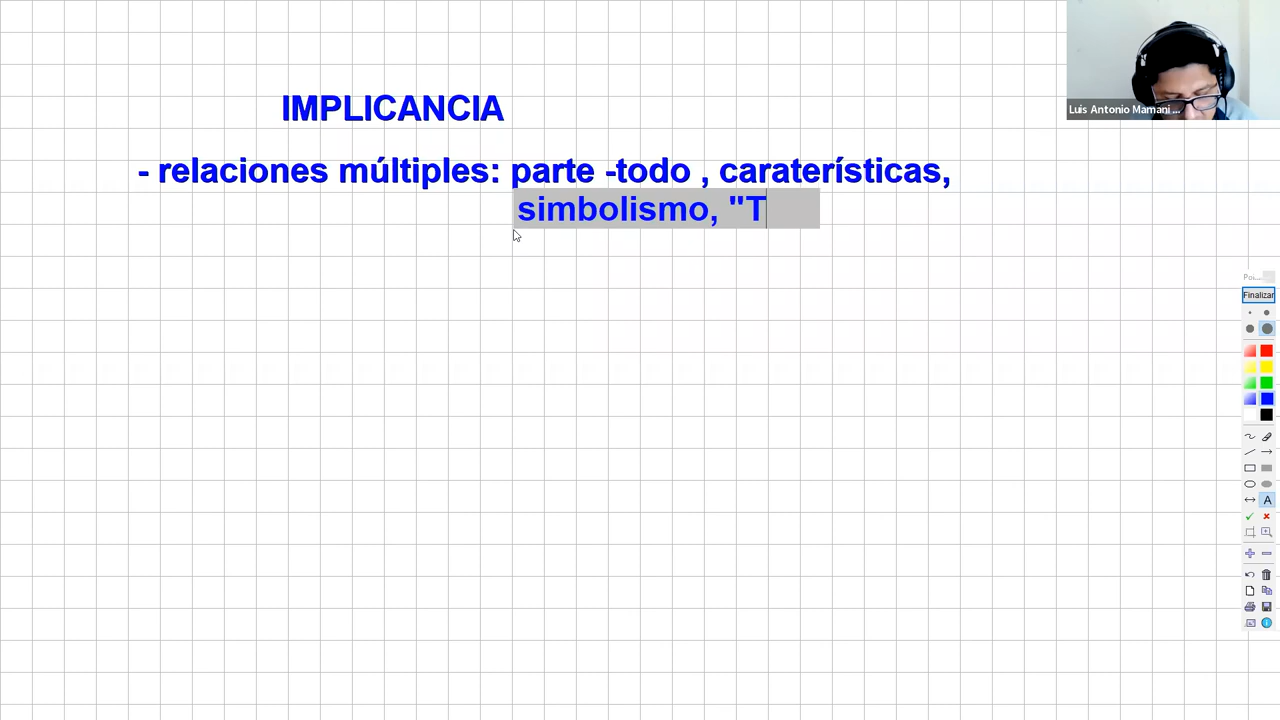 IMPLICANCIA
- relaciones múltiples: parte -todo , caraterísticas,
simbolismo, "T
Luis Antonio Mamani ...
Finalizar
A